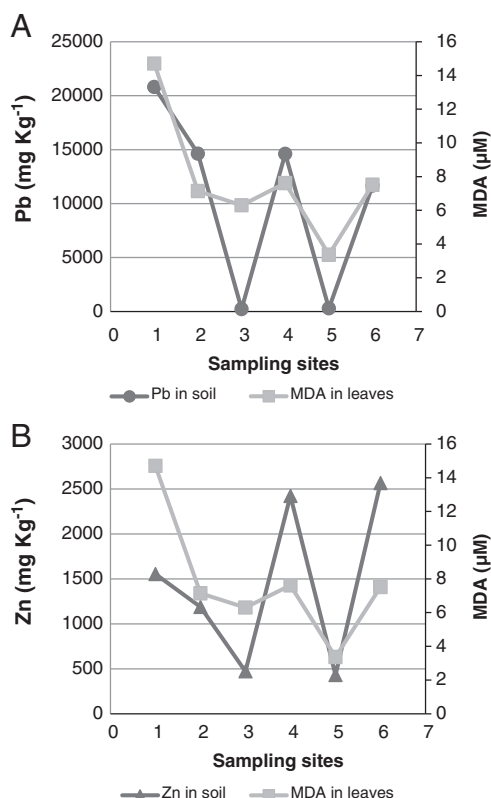 A
25000
20000
15000
10000
5000
0
Pb (mg Kg-1)
16
14
12
10
8
6
4
2
0
MDA (µM)
0 1 2 3 4 5 6 7
Sampling sites
Pb in soil MDA in leaves
B
3000
2500
2000
1500
1000
500
0
Zn (mg Kg-1)
16
14
12
10
8
6
4
2
0
MDA (µM)
0 1 2 3 4 5 6 7
Sampling sites
Zn in soil MDA in leaves